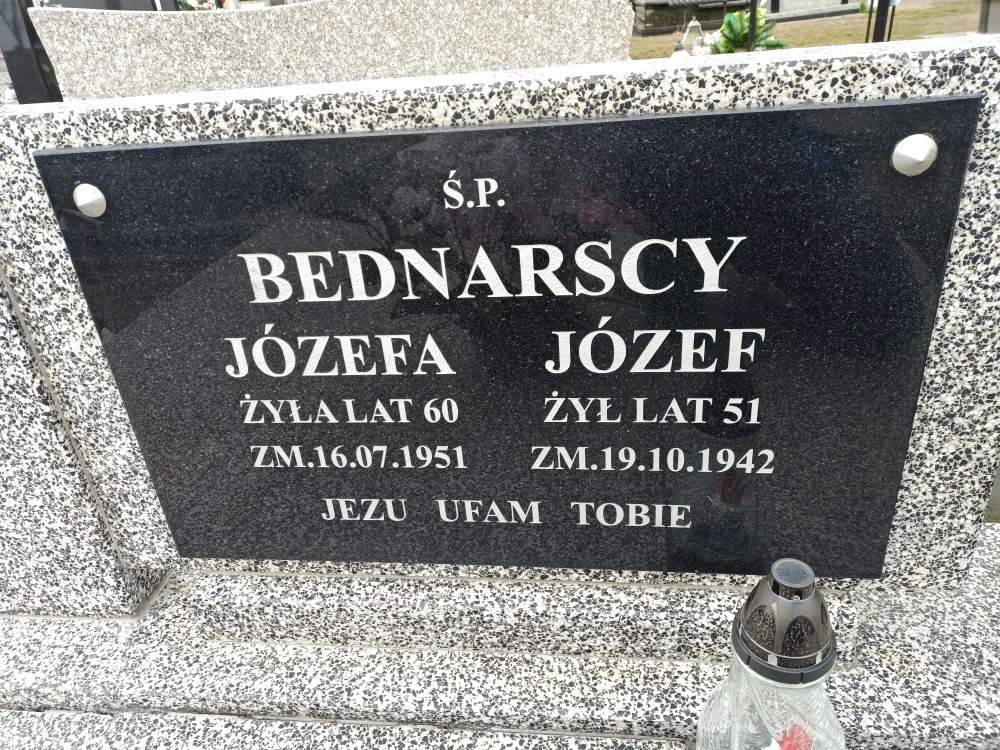 Ś.P.
BEDNARSCY
JÓZEFA JÓZEF
ŻYŁA LAT 60 ŻYŁ LAT 51
ZM.16.07.1951 ZM.19.10.1942
JEZU UFAM TOBIE